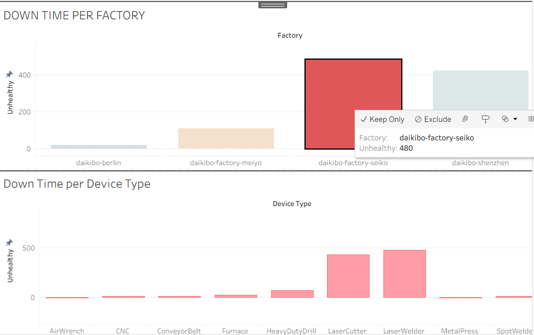 DOWN TIME PER FACTORY
Factory
Unhealthy
400
200
0
Keep Only Exclude
Factory: daikibo-factory-seiko
Unhealthy: 480
daikibo-berlin daikibo-factory-meiyo daikibo-factory-seiko daikibo-shenzhen
Down Time per Device Type
Device Type
Unhealthy
500
0
AirWrench CNC ConveyorBelt Furnace HeavyDutyDrill LaserCutter LaserWelder MetalPress SpotWelde